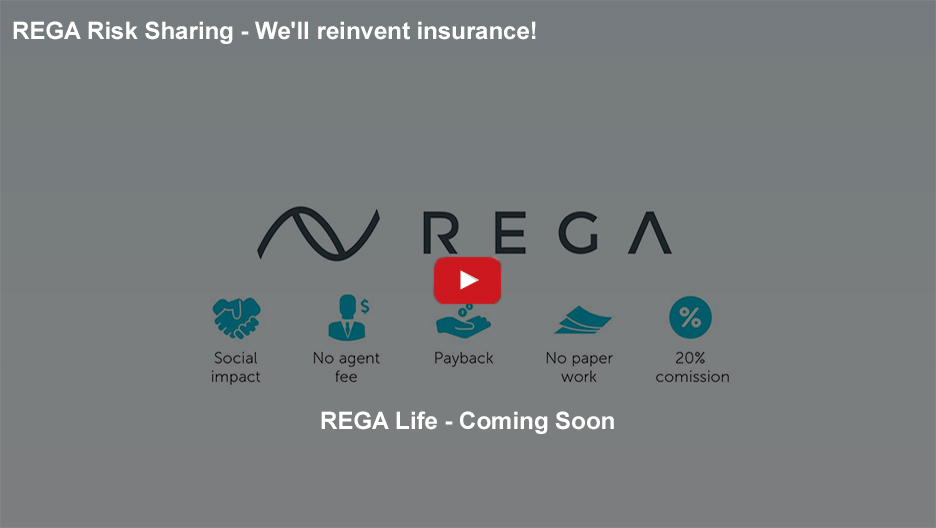 REGA Risk Sharing - We'll reinvent insurance!
REGA
$
%
Social
impact
No agent
fee
Payback
No paper
work
20%
comission
REGA Life - Coming Soon